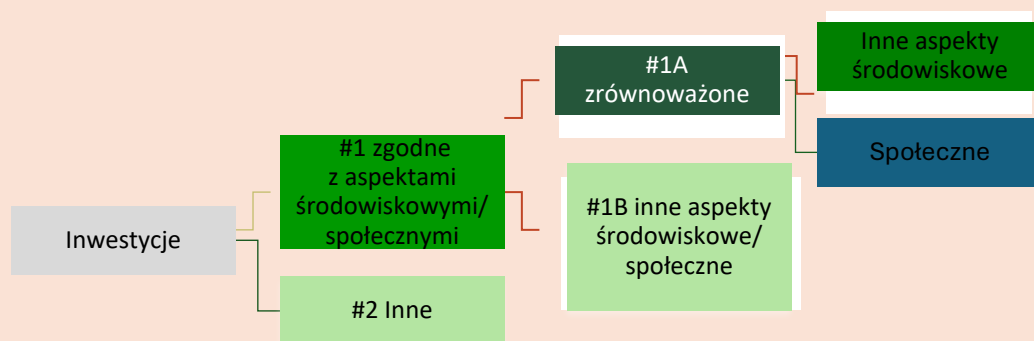 Inwestycje
#1 zgodne
z aspektami
środowiskowymi/
społecznymi
#2 Inne
#1A
zrównoważone
#1B inne aspekty
środowiskowe/
społeczne
Inne aspekty
środowiskowe
Społeczne